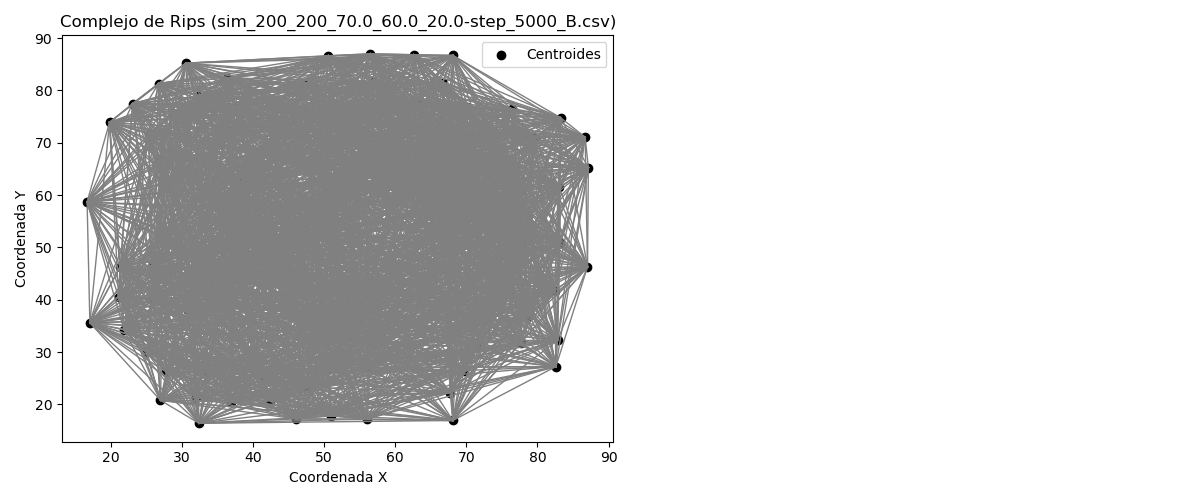 Complejo de Rips (sim_200_200_70.0_60.0_20.0-step_5000_B.csv)
90
Centroides
80
70
60
50
40
30
20
Coordenada Y
20 30 40 50 60 70 80 90
Coordenada X